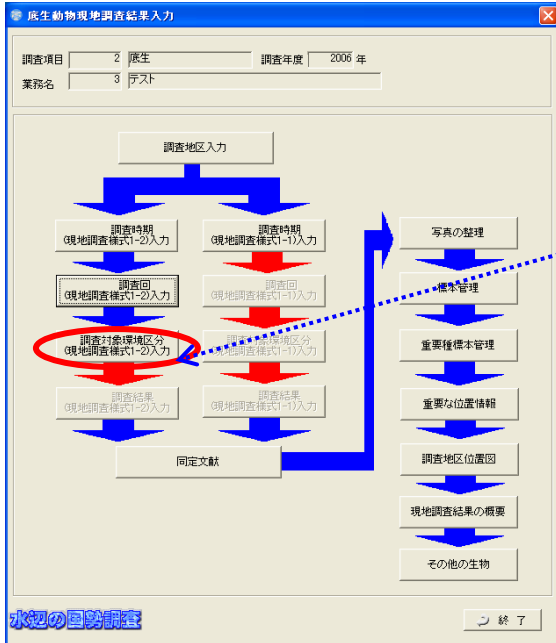 底生動物現地調査結果入力
調査項目 2 底生 調査年度 2006 年
業務名 3 テスト
調査地区入力
調査時期
(現地調査様式1-2)入力
調査時期
(現地調査様式1-1)入力
調査回
(現地調査様式1-2)入力
調査回
(現地調査様式1-1)入力
調査対象環境区分
(現地調査様式1-2)入力
調査対象環境区分
(現地調査様式1-1)入力
調査結果
(現地調査様式1-2)入力
調査結果
(現地調査様式1-1)入力
同定文献
写真の整理
標本管理
重要種標本管理
重要な位置情報
調査地区位置図
現地調査結果の概要
その他の生物
水辺の国勢調査
終 了